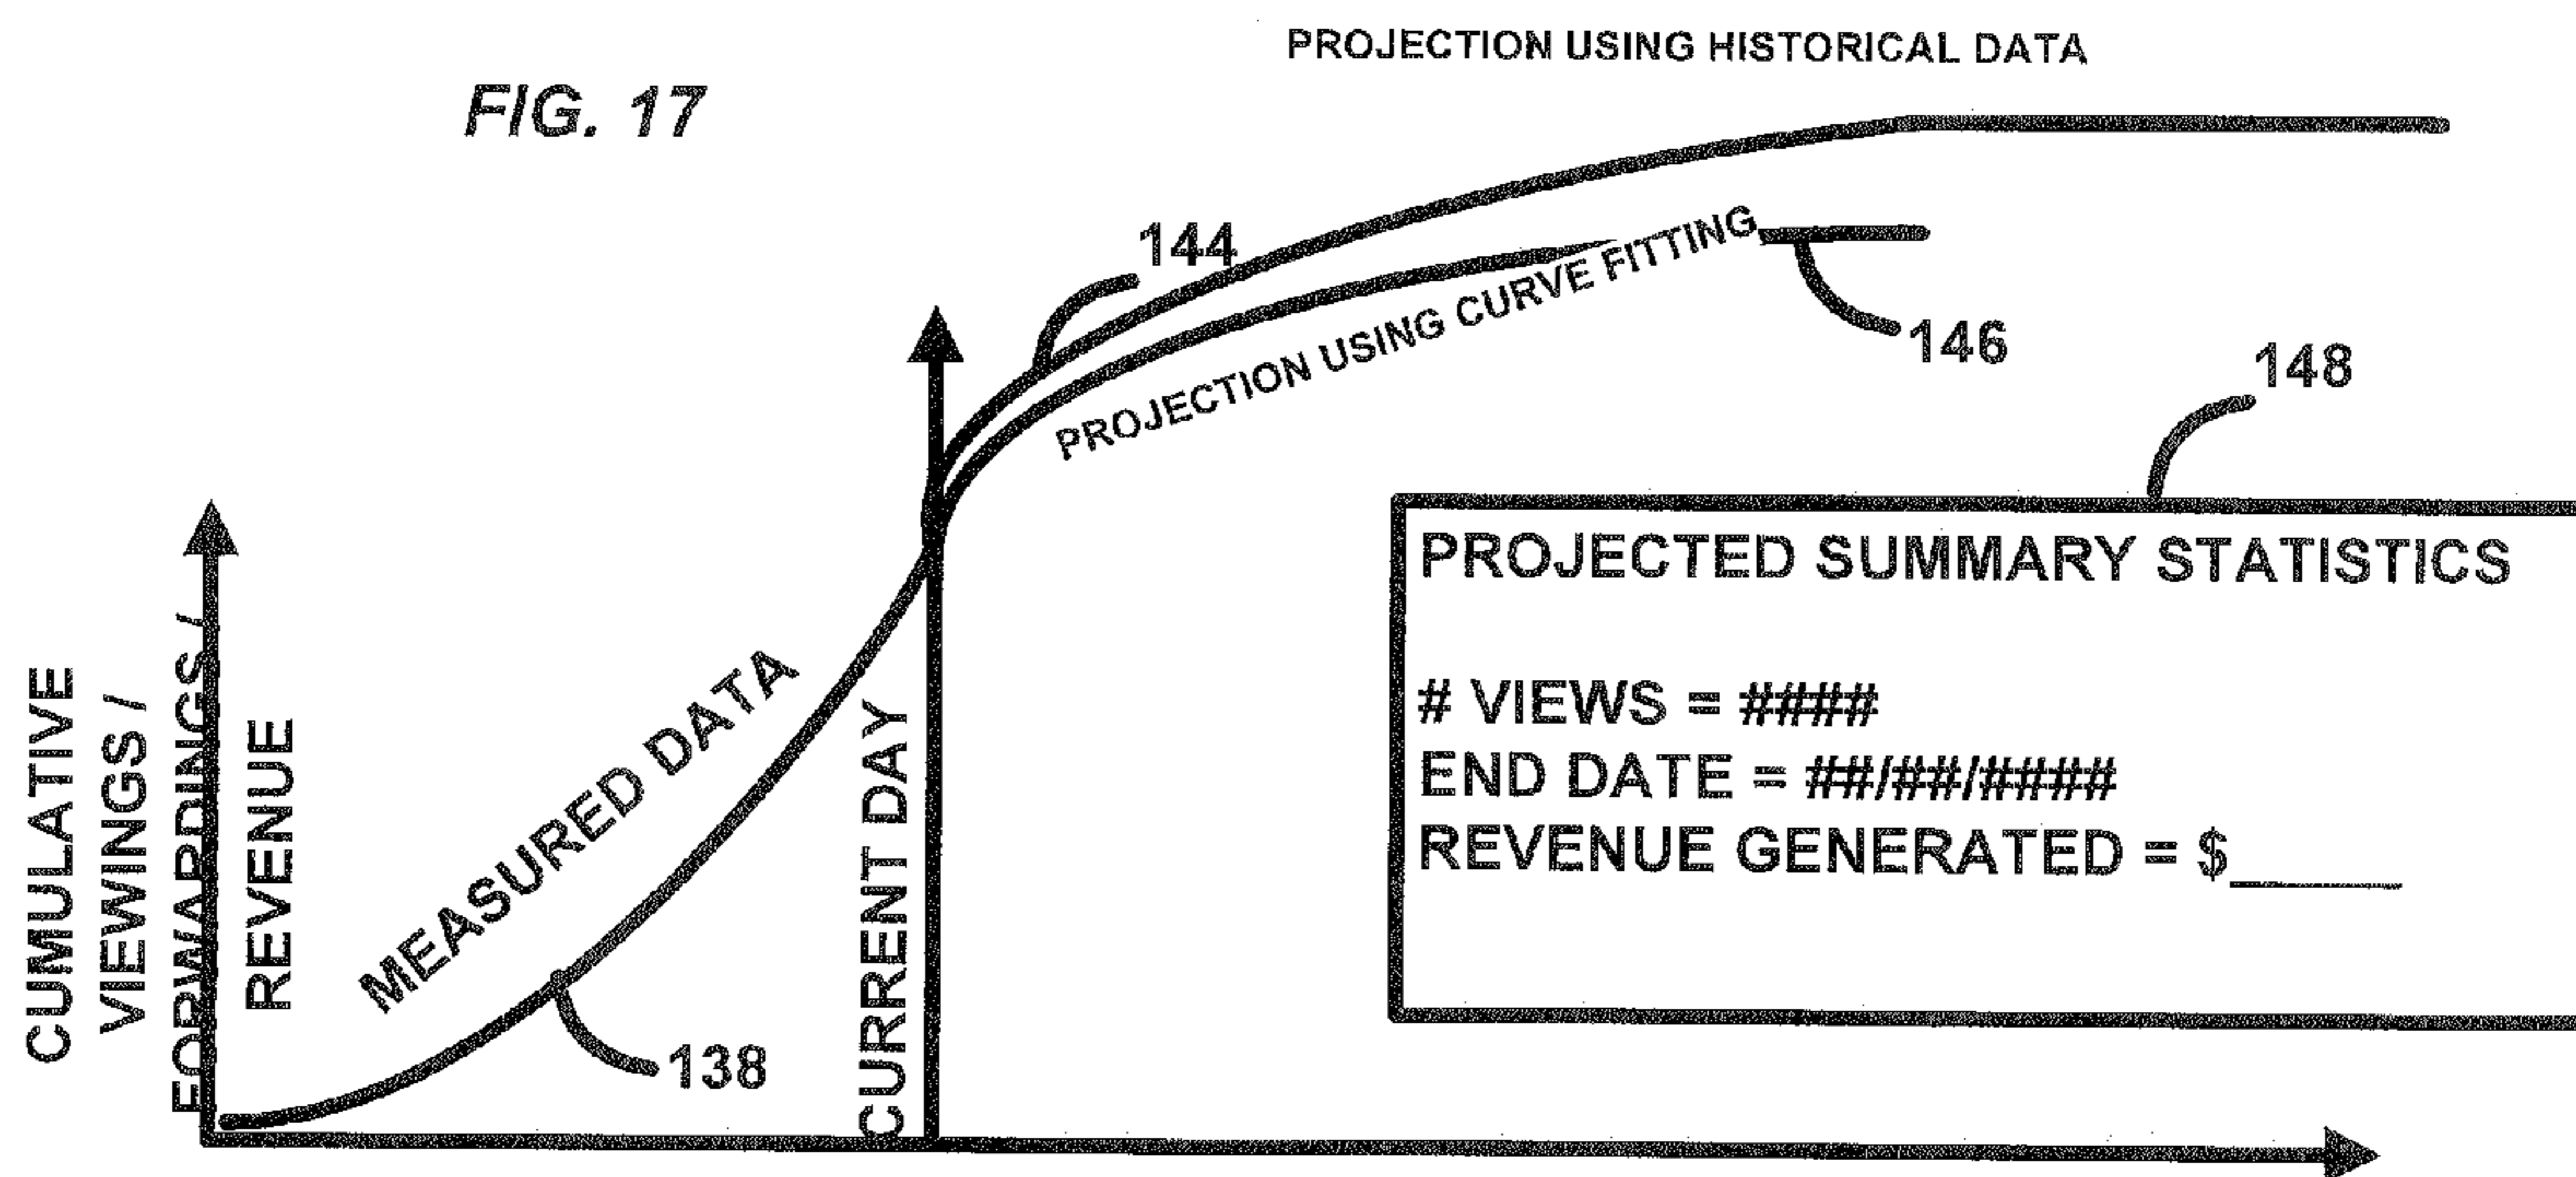 PROJECTION USING HISTORICAL DATA
FIG. 17
144
PROJECTION USING CURVE FITTING
146
148
PROJECTED SUMMARY STATISTICS
# VIEWS = ####
END DATE = ##/##/####
REVENUE GENERATED = $______
CUMULATIVE
VIEWINGS /
FORWARDINGS /
REVENUE
MEASURED DATA
138
CURRENT DAY